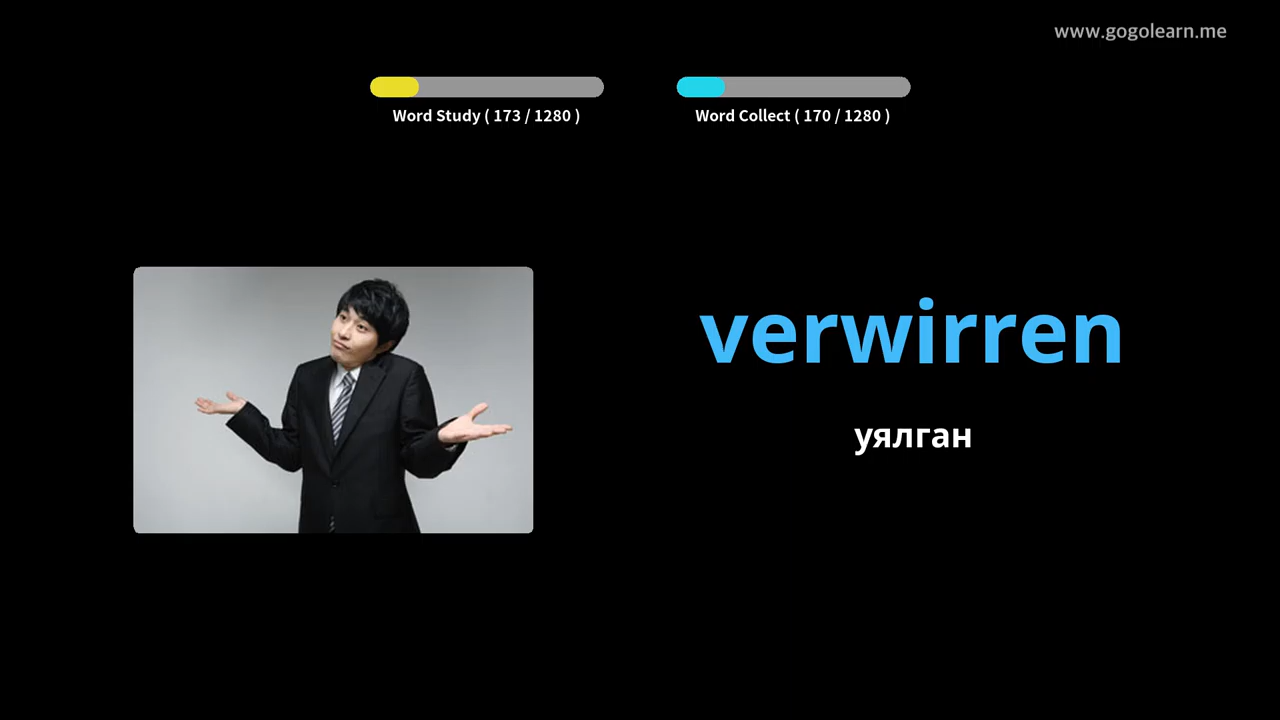 www.gogolearn.me
Word Study ( 173 / 1280 )
Word Collect ( 170 / 1280 )
verwirren
уялган